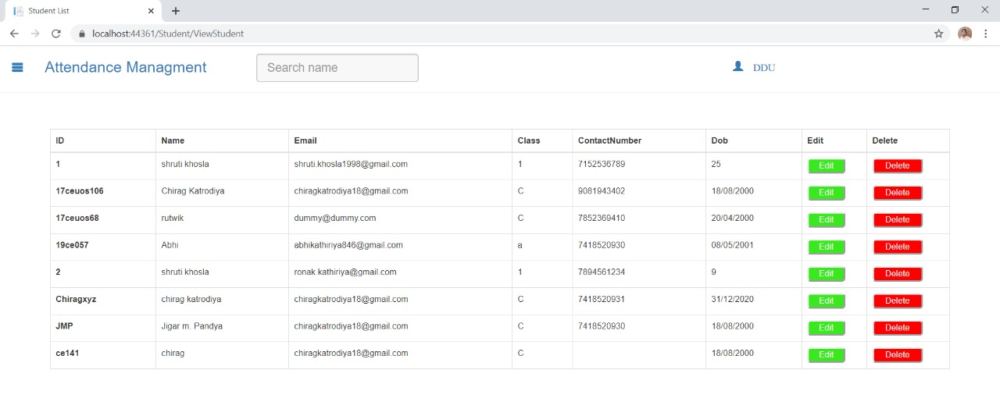 Student List
localhost:44361/Student/ViewStudent
Attendance Managment Search name DDU
ID Name Email Class ContactNumber Dob Edit Delete
1 shruti khosla shruti.khosla1998@gmail.com 1 7152536789 25 Edit Delete
17ceuos106 Chirag Katrodiya chiragkatrodiya18@gmail.com C 9081943402 18/08/2000 Edit Delete
17ceuos68 rutwik dummy@dummy.com C 7852369410 20/04/2000 Edit Delete
19ce057 Abhi abhikathiriya846@gmail.com a 7418520930 08/05/2001 Edit Delete
2 shruti khosla ronak.kathiriya@gmail.com 1 7894561234 9 Edit Delete
Chiragxyz chirag katrodiya chiragkatrodiya18@gmail.com C 7418520931 31/12/2020 Edit Delete
JMP Jigar m. Pandya chiragkatrodiya18@gmail.com C 7418520930 18/08/2000 Edit Delete
ce141 chirag chiragkatrodiya18@gmail.com C 18/08/2000 Edit Delete